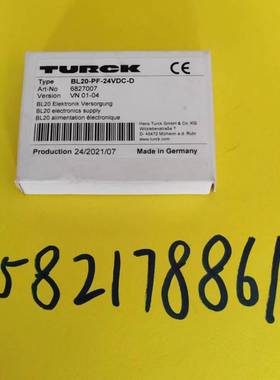 TURCK
CE
Type BL20-PF-24VDC-D
Art-No 6827007
Version VN 01-04
BL20 Elektronik Versorgung
BL20 electronics supply
BL20 alimentation électronique
Hans Turck GmbH & Co. KG
Witzlebenstraße 7
D-45472 Mülheim a.d. Ruhr
www.turck.com
Production 24/2021/07
Made in Germany
582178861